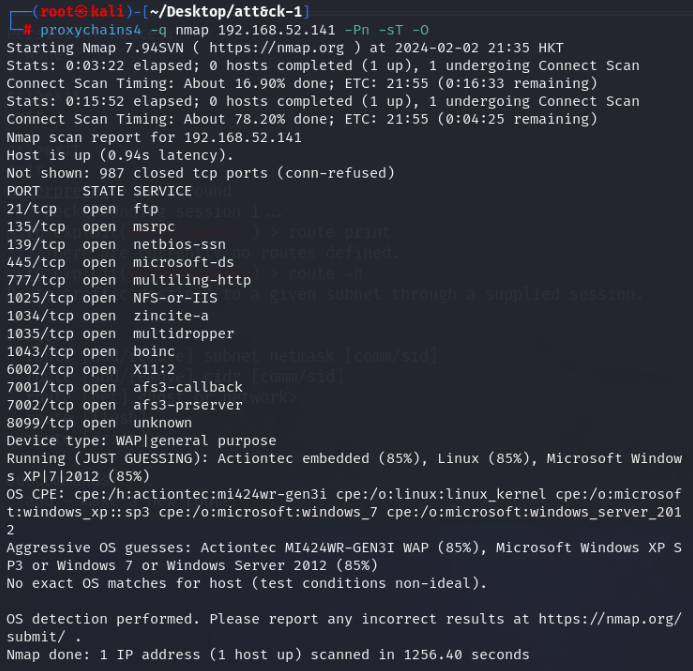 ┌──(root㉿kali)-[~/Desktop/att&ck-1]
└─# proxychains4 -q nmap 192.168.52.141 -Pn -sT -O
Starting Nmap 7.94SVN ( https://nmap.org ) at 2024-02-02 21:35 HKT
Stats: 0:03:22 elapsed; 0 hosts completed (1 up), 1 undergoing Connect Scan
Connect Scan Timing: About 16.90% done; ETC: 21:55 (0:16:33 remaining)
Stats: 0:15:52 elapsed; 0 hosts completed (1 up), 1 undergoing Connect Scan
Connect Scan Timing: About 78.20% done; ETC: 21:55 (0:04:25 remaining)
Nmap scan report for 192.168.52.141
Host is up (0.94s latency).
Not shown: 987 closed tcp ports (conn-refused)
PORT     STATE SERVICE
21/tcp   open  ftp
135/tcp  open  msrpc
139/tcp  open  netbios-ssn
445/tcp  open  microsoft-ds
777/tcp  open  multiling-http
1025/tcp open  NFS-or-IIS
1034/tcp open  zincite-a
1035/tcp open  multidropper
1043/tcp open  boinc
6002/tcp open  X11:2
7001/tcp open  afs3-callback
7002/tcp open  afs3-prserver
8099/tcp open  unknown
Device type: WAP|general purpose
Running (JUST GUESSING): Actiontec embedded (85%), Linux (85%), Microsoft Window
s XP|7|2012 (85%)
OS CPE: cpe:/h:actiontec:mi424wr-gen3i cpe:/o:linux:linux_kernel cpe:/o:microsof
t:windows_xp::sp3 cpe:/o:microsoft:windows_7 cpe:/o:microsoft:windows_server_201
2
Aggressive OS guesses: Actiontec MI424WR-GEN3I WAP (85%), Microsoft Windows XP S
P3 or Windows 7 or Windows Server 2012 (85%)
No exact OS matches for host (test conditions non-ideal).

OS detection performed. Please report any incorrect results at https://nmap.org/
submit/ .
Nmap done: 1 IP address (1 host up) scanned in 1256.40 seconds